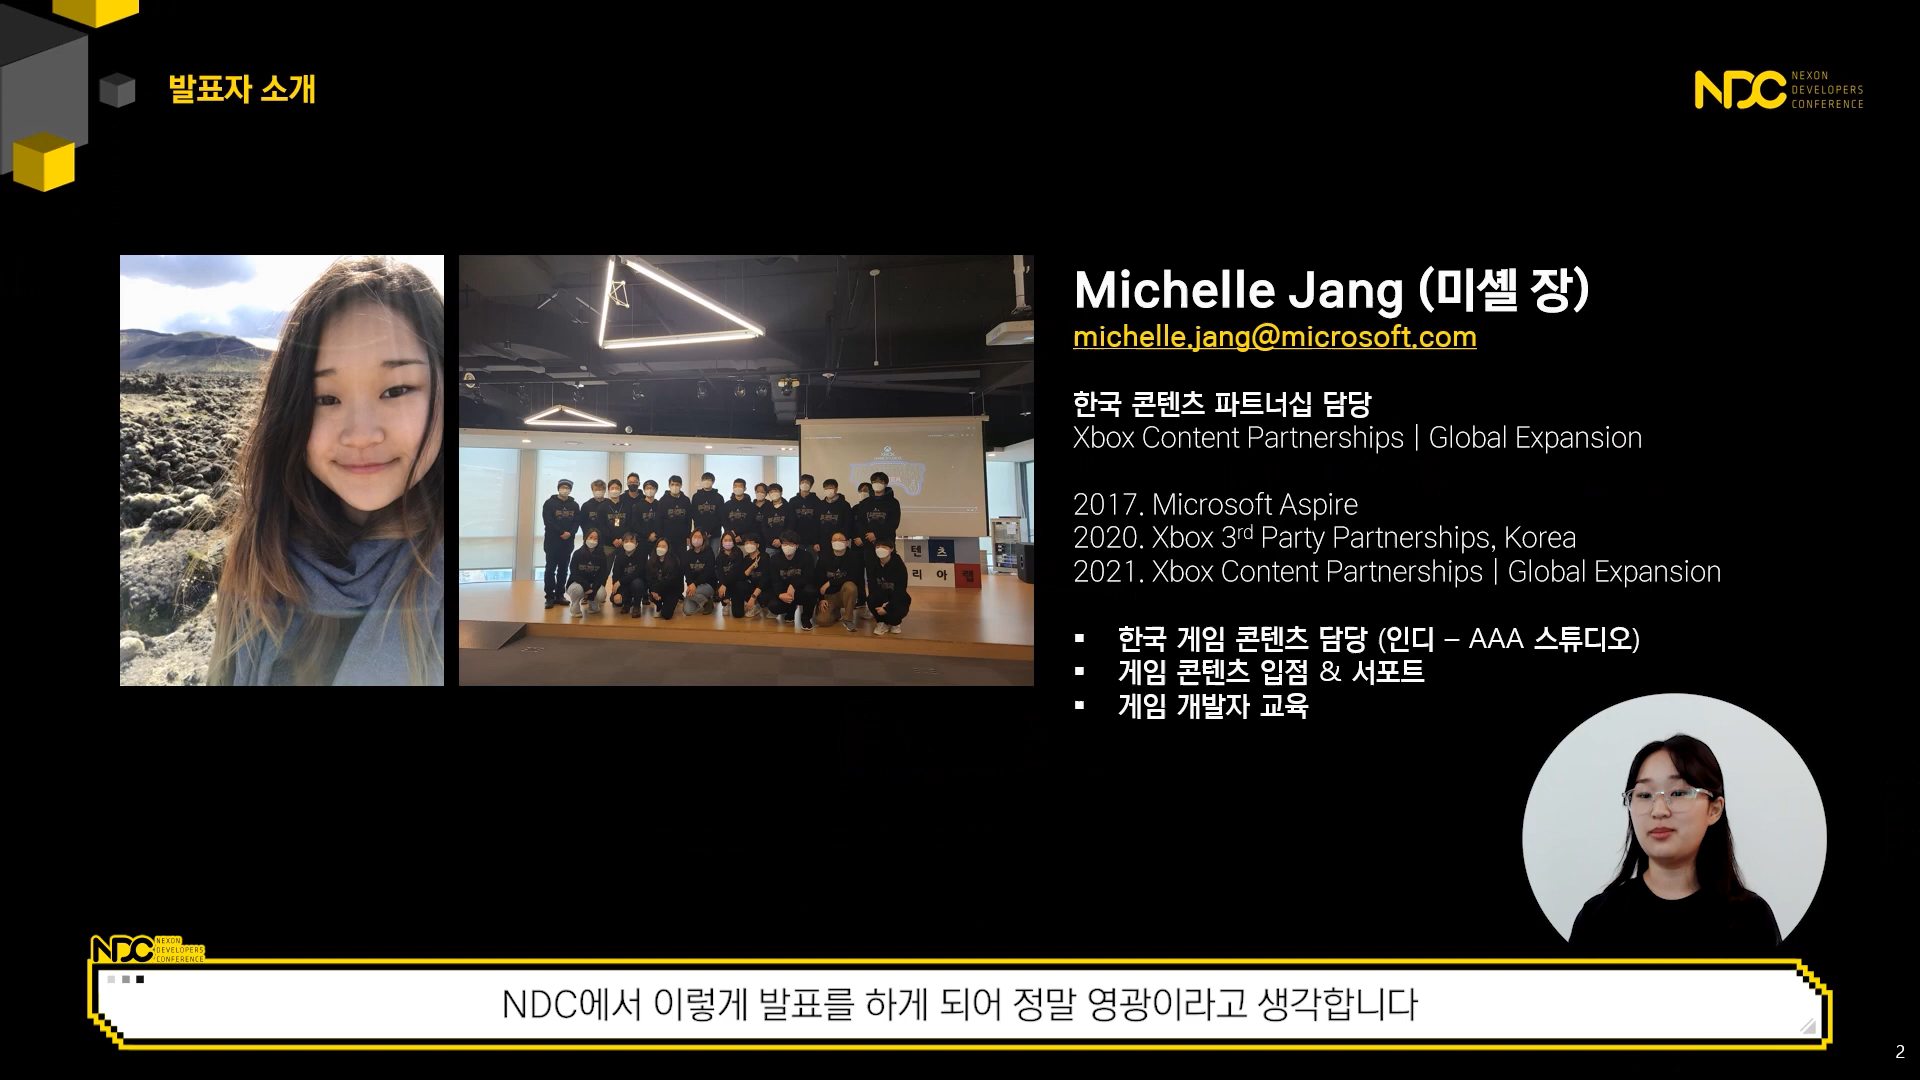 발표자 소개
NDC NEXON DEVELOPERS CONFERENCE
Michelle Jang (미셸 장)
michelle.jang@microsoft.com
한국 콘텐츠 파트너십 담당
Xbox Content Partnerships | Global Expansion
2017. Microsoft Aspire
2020. Xbox 3rd Party Partnerships, Korea
2021. Xbox Content Partnerships | Global Expansion
▪ 한국 게임 콘텐츠 담당 (인디 – AAA 스튜디오)
▪ 게임 콘텐츠 입점 & 서포트
▪ 게임 개발자 교육
텐츠
리아랩
NDC NEXON DEVELOPERS CONFERENCE
NDC에서 이렇게 발표를 하게 되어 정말 영광이라고 생각합니다
2